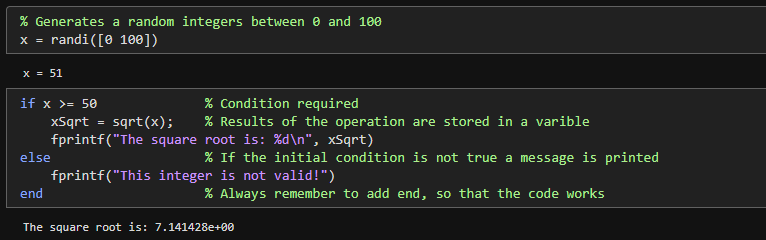 % Generates a random integers between 0 and 100
x = randi([0 100])
x = 51
if x >= 50 % Condition required
xSqrt = sqrt(x); % Results of the operation are stored in a varible
fprintf("The square root is: %d\n", xSqrt)
else % If the initial condition is not true a message is printed
fprintf("This integer is not valid!")
end % Always remember to add end, so that the code works
The square root is: 7.141428e+00